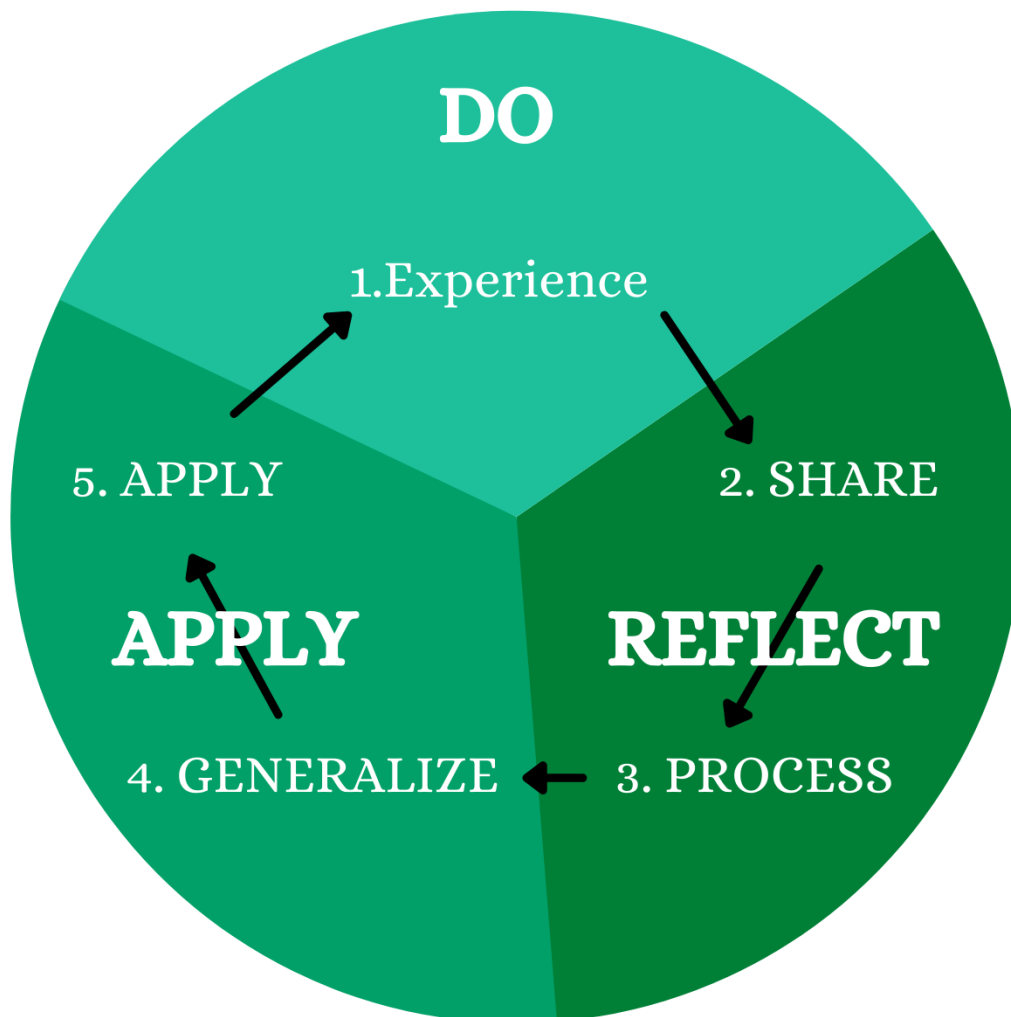 DO
1.Experience
2. SHARE
REFLECT
3. PROCESS
4. GENERALIZE
APPLY
5. APPLY